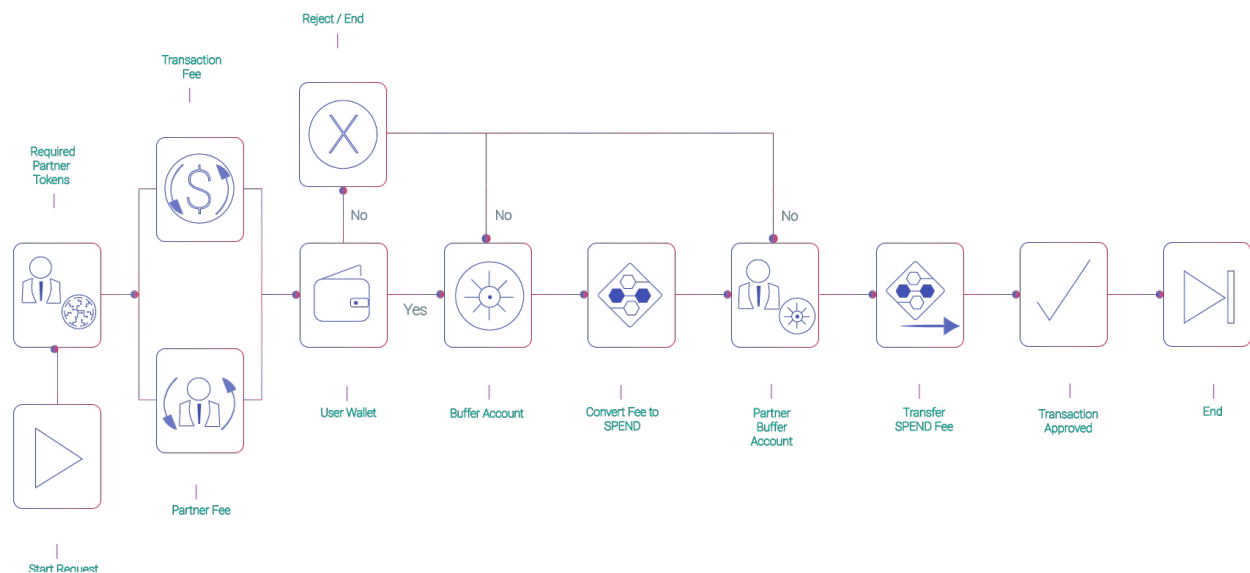 Reject / End
Transaction
Fee
Required
Partner
Tokens
No
No
No
Yes
User Wallet
Buffer Account
Convert Fee to
SPEND
Partner
Buffer
Account
Transfer
SPEND Fee
Transaction
Approved
End
Partner Fee
Start Request